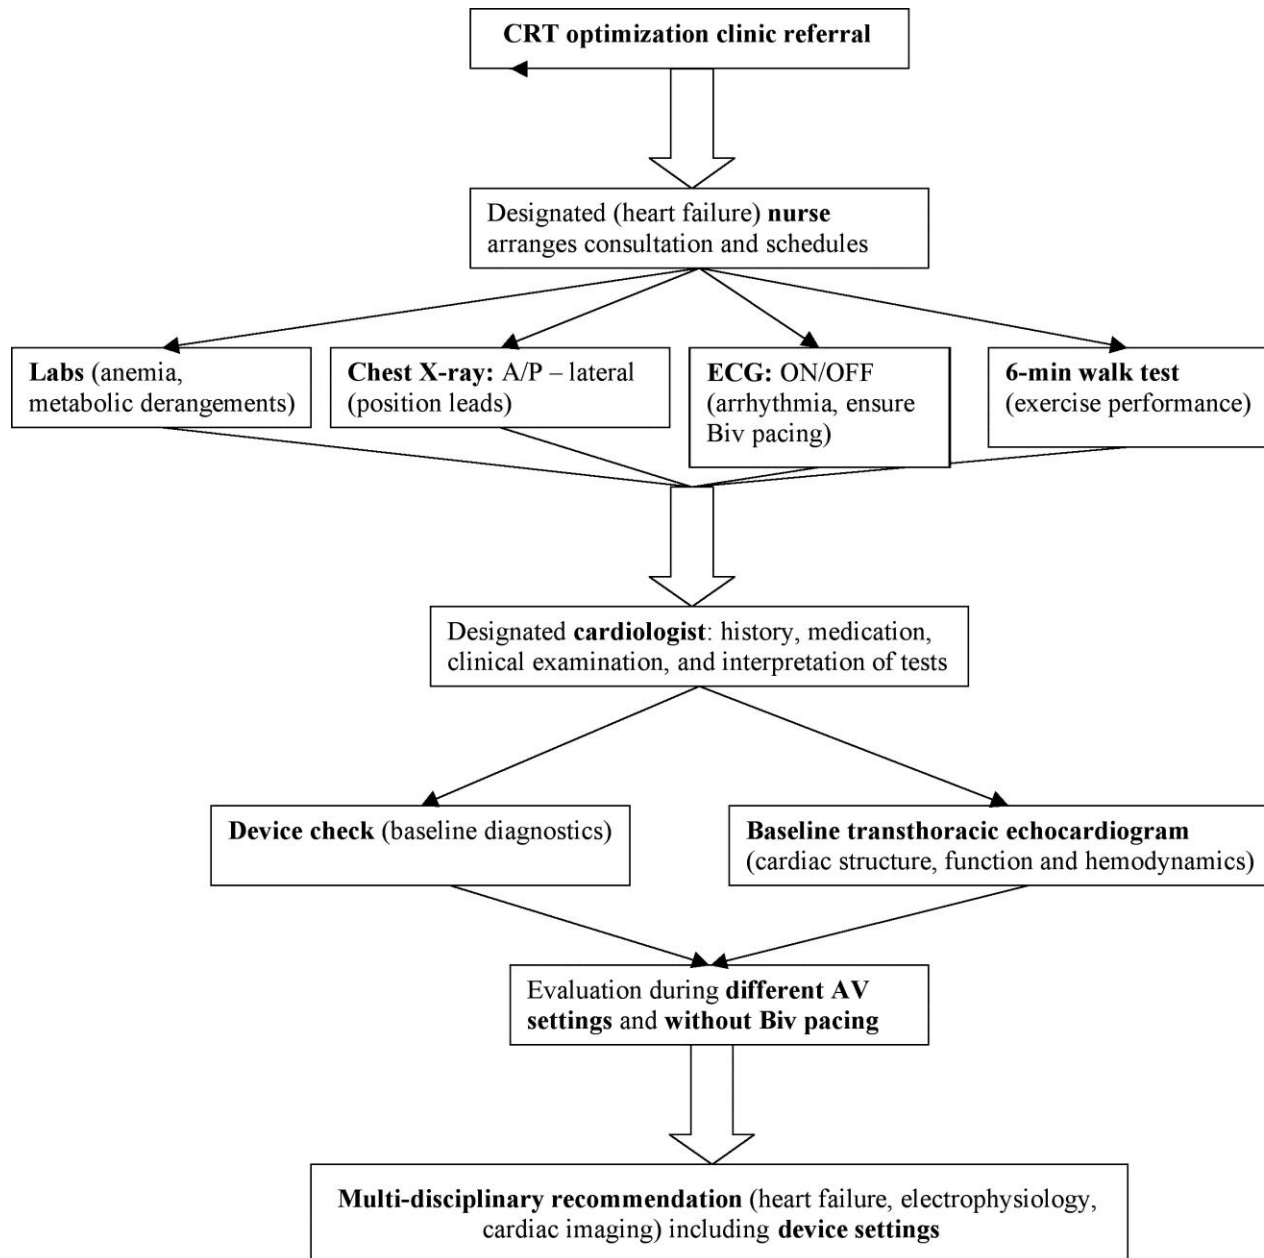 CRT optimization clinic referral
Designated (heart failure) nurse
arranges consultation and schedules
Labs (anemia,
metabolic derangements)
Chest X-ray: A/P – lateral
(position leads)
ECG: ON/OFF
(arrhythmia, ensure
Biv pacing)
6-min walk test
(exercise performance)
Designated cardiologist: history, medication,
clinical examination, and interpretation of tests
Device check (baseline diagnostics)
Baseline transthoracic echocardiogram
(cardiac structure, function and hemodynamics)
Evaluation during different AV
settings and without Biv pacing
Multi-disciplinary recommendation (heart failure, electrophysiology,
cardiac imaging) including device settings